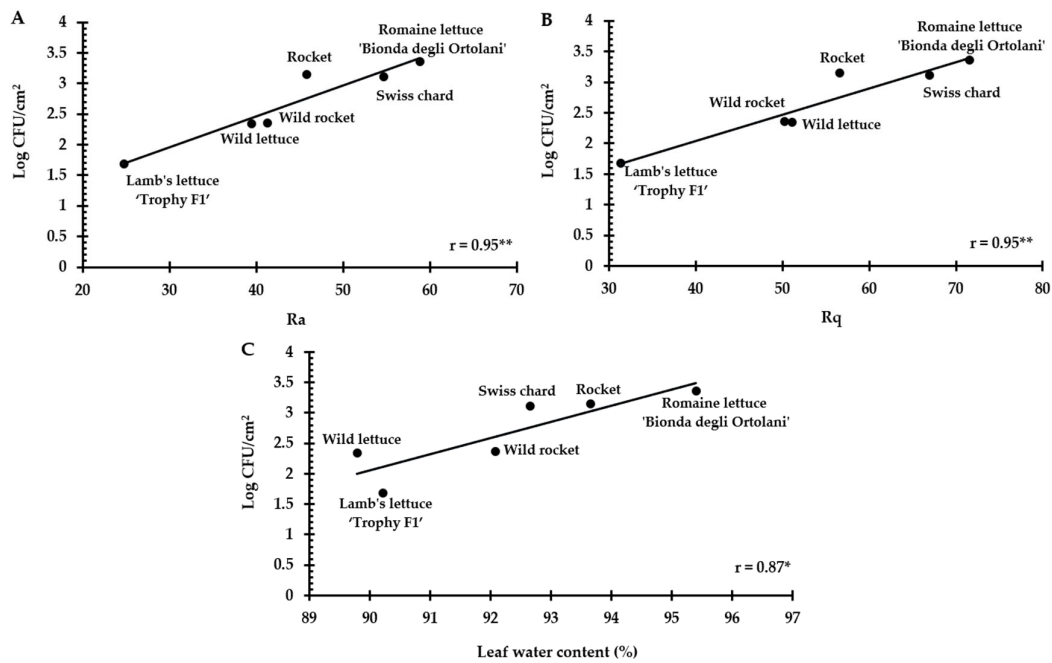 A
Log CFU/cm²
4
3.5
3
2.5
2
1.5
1
0.5
0
Romaine lettuce
'Bionda degli Ortolani'
Rocket
Swiss chard
Wild rocket
Wild lettuce
Lamb's lettuce
‘Trophy F1’
r = 0.95**
20 30 40 50 60 70
Ra
B
Log CFU/cm²
4
3.5
3
2.5
2
1.5
1
0.5
0
Romaine lettuce
'Bionda degli Ortolani'
Rocket
Swiss chard
Wild rocket
Wild lettuce
Lamb's lettuce
‘Trophy F1’
r = 0.95**
30 40 50 60 70 80
Rq
C
Log CFU/cm²
4
3.5
3
2.5
2
1.5
1
0.5
0
Swiss chard
Rocket
Romaine lettuce
'Bionda degli Ortolani'
Wild lettuce
Wild rocket
Lamb's lettuce
‘Trophy F1’
r = 0.87*
89 90 91 92 93 94 95 96 97
Leaf water content (%)